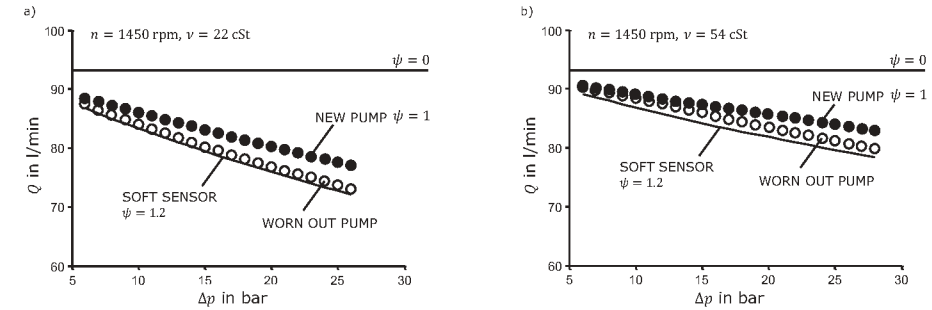 a)
n = 1450 rpm, ν = 22 cSt
ψ = 0
NEW PUMP ψ = 1
SOFT SENSOR
ψ = 1.2
WORN OUT PUMP
Q in l/min
100
90
80
70
60
5
10
15
20
25
30
Δp in bar
b)
n = 1450 rpm, ν = 54 cSt
ψ = 0
NEW PUMP ψ = 1
SOFT SENSOR
ψ = 1.2
WORN OUT PUMP
Q in l/min
100
90
80
70
60
5
10
15
20
25
30
Δp in bar